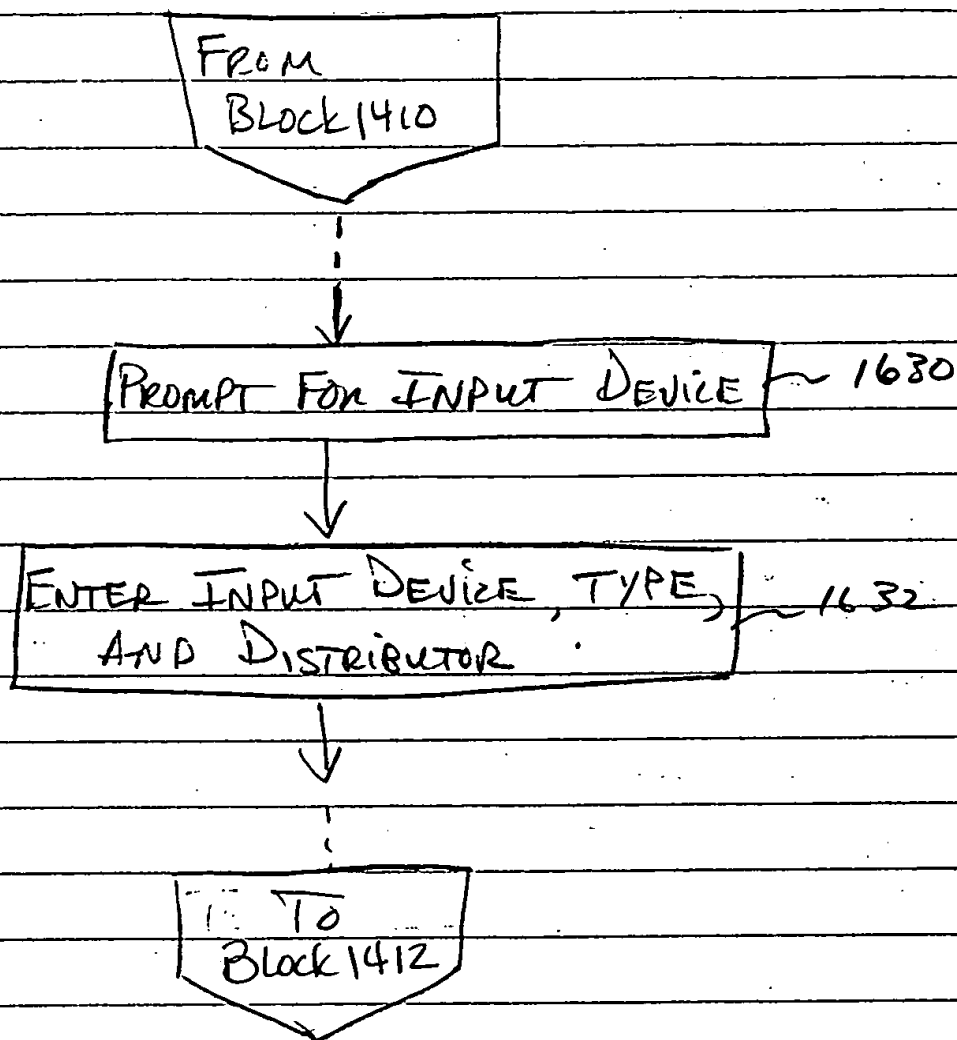 FROM
BLOCK 1410
PROMPT FOR INPUT DEVICE 1630
ENTER INPUT DEVICE, TYPE, 1632
AND DISTRIBUTOR
TO
BLOCK 1412